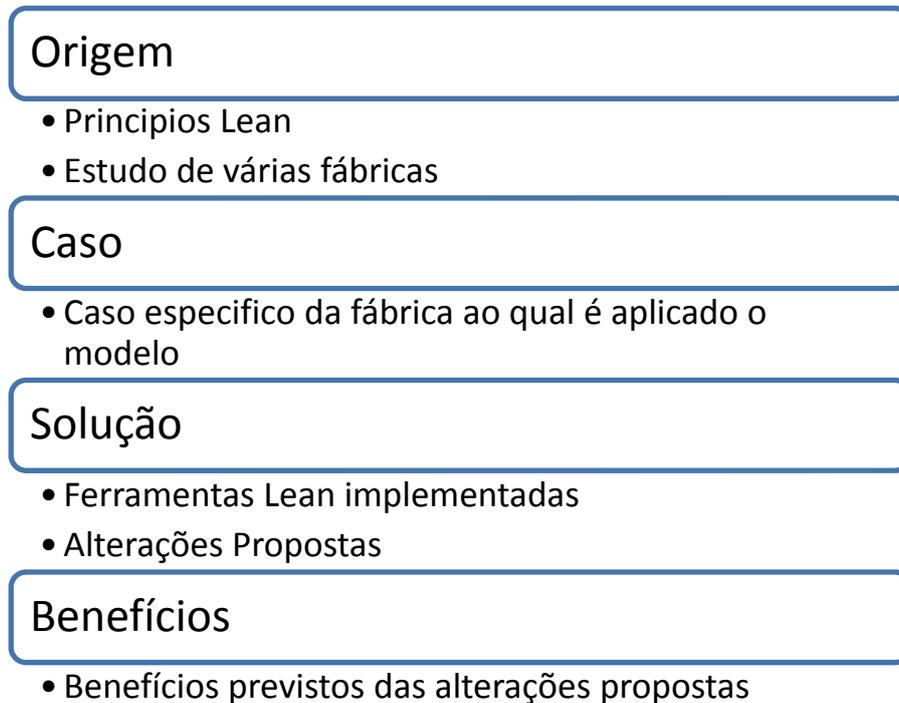 Origem
• Principios Lean
• Estudo de várias fábricas
Caso
• Caso especifico da fábrica ao qual é aplicado o
modelo
Solução
• Ferramentas Lean implementadas
• Alterações Propostas
Benefícios
• Benefícios previstos das alterações propostas